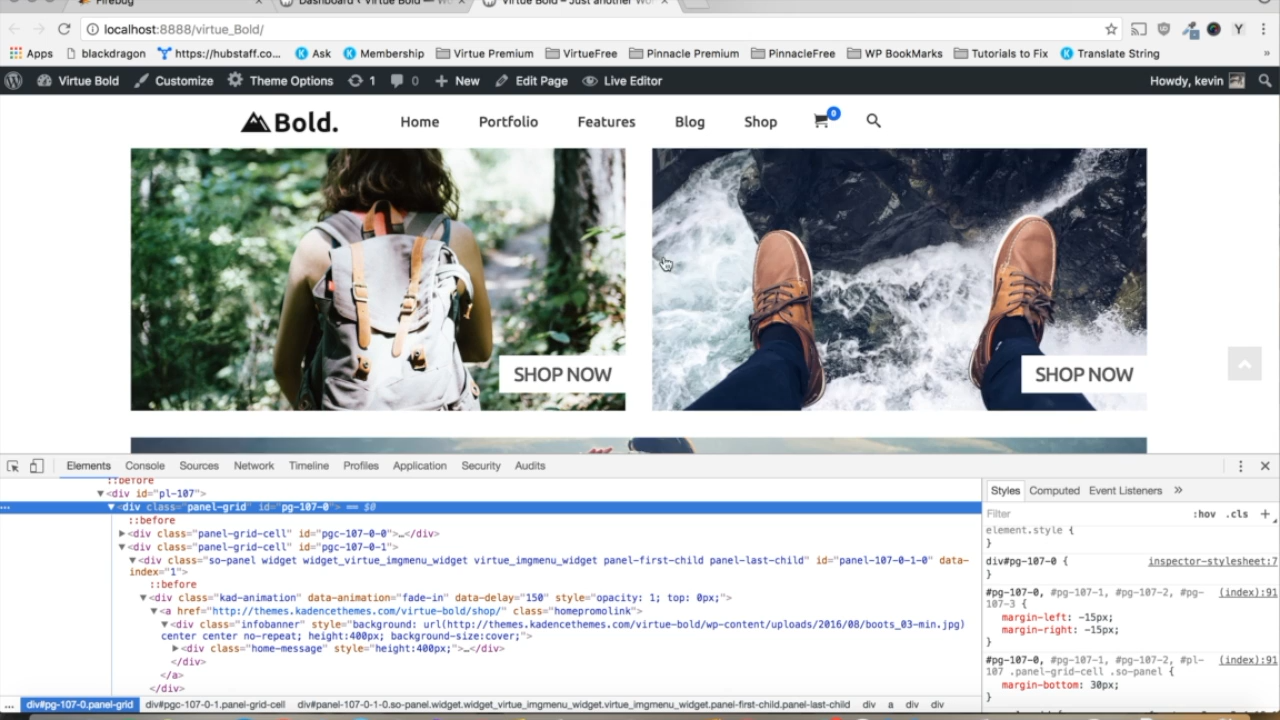 Firebug
Dashboard ‹ Virtue Bold — Wo
Virtue Bold – Just another Wor
localhost:8888/virtue_Bold/
Y
Apps
blackdragon
https://hubstaff.co...
Ask
Membership
Virtue Premium
VirtueFree
Pinnacle Premium
PinnacleFree
WP BookMarks
Tutorials to Fix
Translate String
»
Virtue Bold
Customize
Theme Options
1
0
New
Edit Page
Live Editor
Howdy, kevin
Bold.
Home
Portfolio
Features
Blog
Shop
0
SHOP NOW
SHOP NOW
Elements
Console
Sources
Network
Timeline
Profiles
Application
Security
Audits
::before
▼<div id="pl-107">
▼<div class="panel-grid" id="pg-107-0"> == $0
::before
▶<div class="panel-grid-cell" id="pgc-107-0-0">…</div>
▼<div class="panel-grid-cell" id="pgc-107-0-1">
▼<div class="so-panel widget widget_virtue_imgmenu_widget virtue_imgmenu_widget panel-first-child panel-last-child" id="panel-107-0-1-0" data-
index="1">
::before
▼<div class="kad-animation" data-animation="fade-in" data-delay="150" style="opacity: 1; top: 0px;">
▼<a href="http://themes.kadencethemes.com/virtue-bold/shop/" class="homepromolink">
▼<div class="infobanner" style="background: url(http://themes.kadencethemes.com/virtue-bold/wp-content/uploads/2016/08/boots_03-min.jpg)
center center no-repeat; height:400px; background-size:cover;">
▶<div class="home-message" style="height:400px;">…</div>
</div>
</a>
</div>
... div#pg-107-0.panel-grid div#pgc-107-0-1.panel-grid-cell div#panel-107-0-1-0.so-panel.widget.widget_virtue_imgmenu_widget.virtue_imgmenu_widget.panel-first-child.panel-last-child div a div div
Styles
Computed
Event Listeners
»
Filter
:hov
.cls
+
element.style {
}
div#pg-107-0 { inspector-stylesheet:7
}
#pg-107-0, #pg-107-1, #pg-107-2, #pg- (index):91
107-3 {
margin-left: -15px;
margin-right: -15px;
}
#pg-107-0, #pg-107-1, #pg-107-2, #pl- (index):91
107 .panel-grid-cell .so-panel {
margin-bottom: 30px;
}